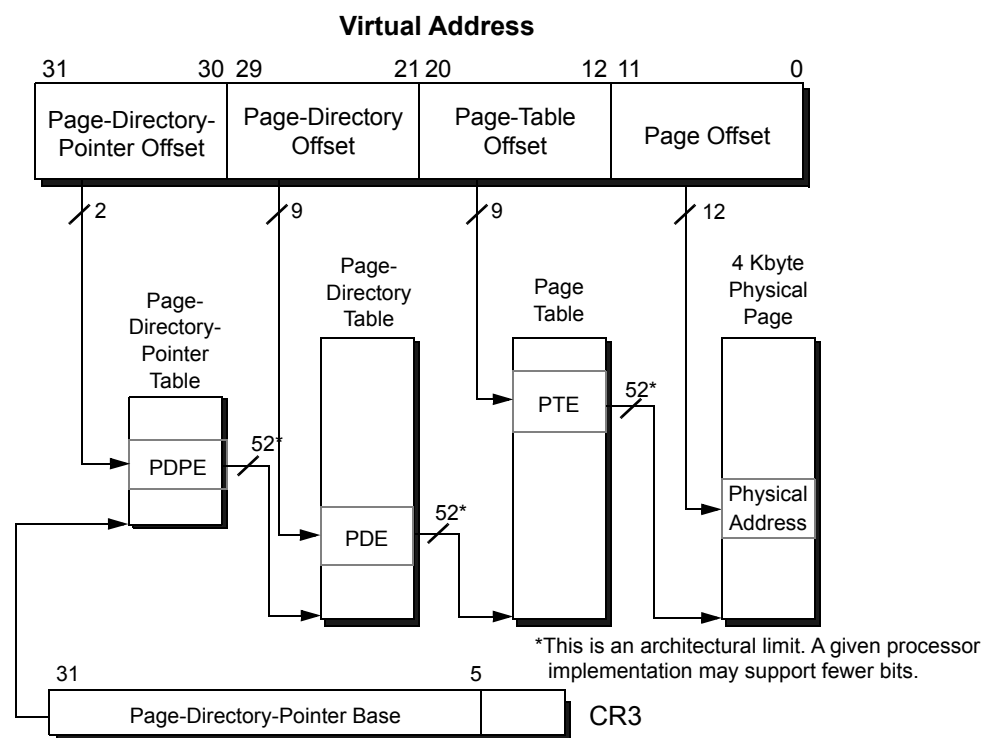 Virtual Address
31 30 29 21 20 12 11 0
Page-Directory-
Pointer Offset
Page-Directory
Offset
Page-Table
Offset
Page Offset
2
9
9
12
Page-
Directory-
Pointer
Table
Page-
Directory
Table
Page
Table
4 Kbyte
Physical
Page
PDPE
52*
PDE
52*
PTE
52*
Physical
Address
*This is an architectural limit. A given processor
implementation may support fewer bits.
31 5
Page-Directory-Pointer Base
CR3